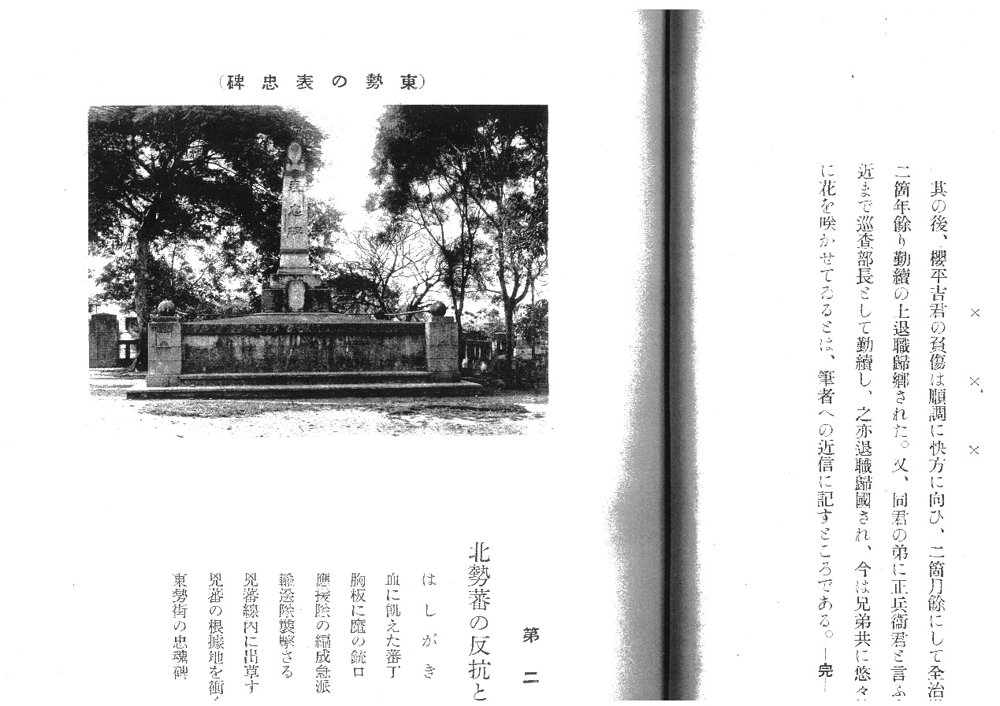 × × ×
其の後、櫻平吉君の負傷は順調に快方に向ひ、二箇月餘にして全治
二箇年餘り勤續の上退職歸鄕された。又、同君の弟に正兵衞君と言ふ
近まで巡査部長として勤續し、之亦退職歸國され、今は兄弟共に悠々
に花を咲かせてゐるとは、筆者への近信に記すところである。―完―
(東勢の表忠碑)
表忠碑
第二
北勢蕃の反抗と
はしがき
血に飢えた蕃丁
胸板に魔の銃口
應援隊の編成急派
輸送隊襲擊さる
兇蕃線內に出草す
兇蕃の根據地を衝く
東勢街の忠魂碑